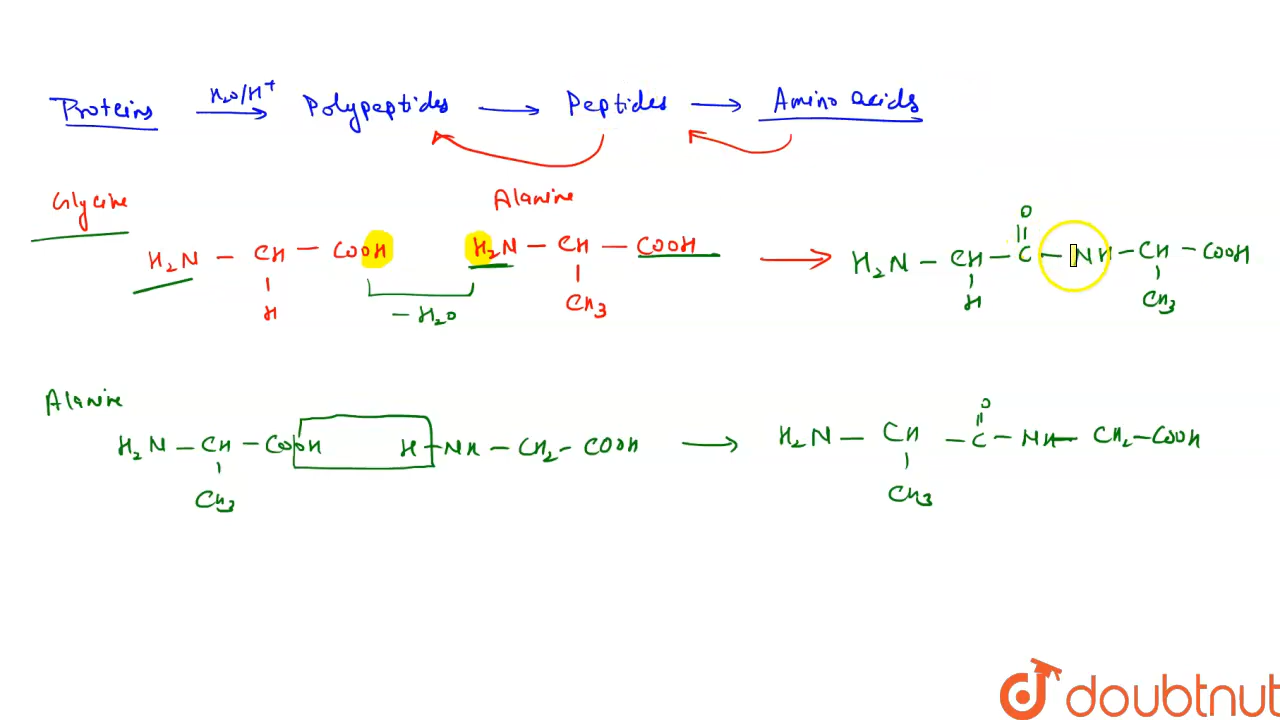 Proteins H₂O/H⁺ Polypeptides ⟶ Peptides ⟶ Amino acids
Glycine Alanine
H₂N – CH – COOH H₂N – CH – COOH ⟶ H₂N – CH – C – NH – CH – COOH
O
H CH₃ H CH₃
– H₂O
Alanine
H₂N – CH – COOH H – NH – CH₂ – COOH ⟶ H₂N – CH – C – NH – CH₂ – COOH
O
CH₃ CH₃
doubtnut